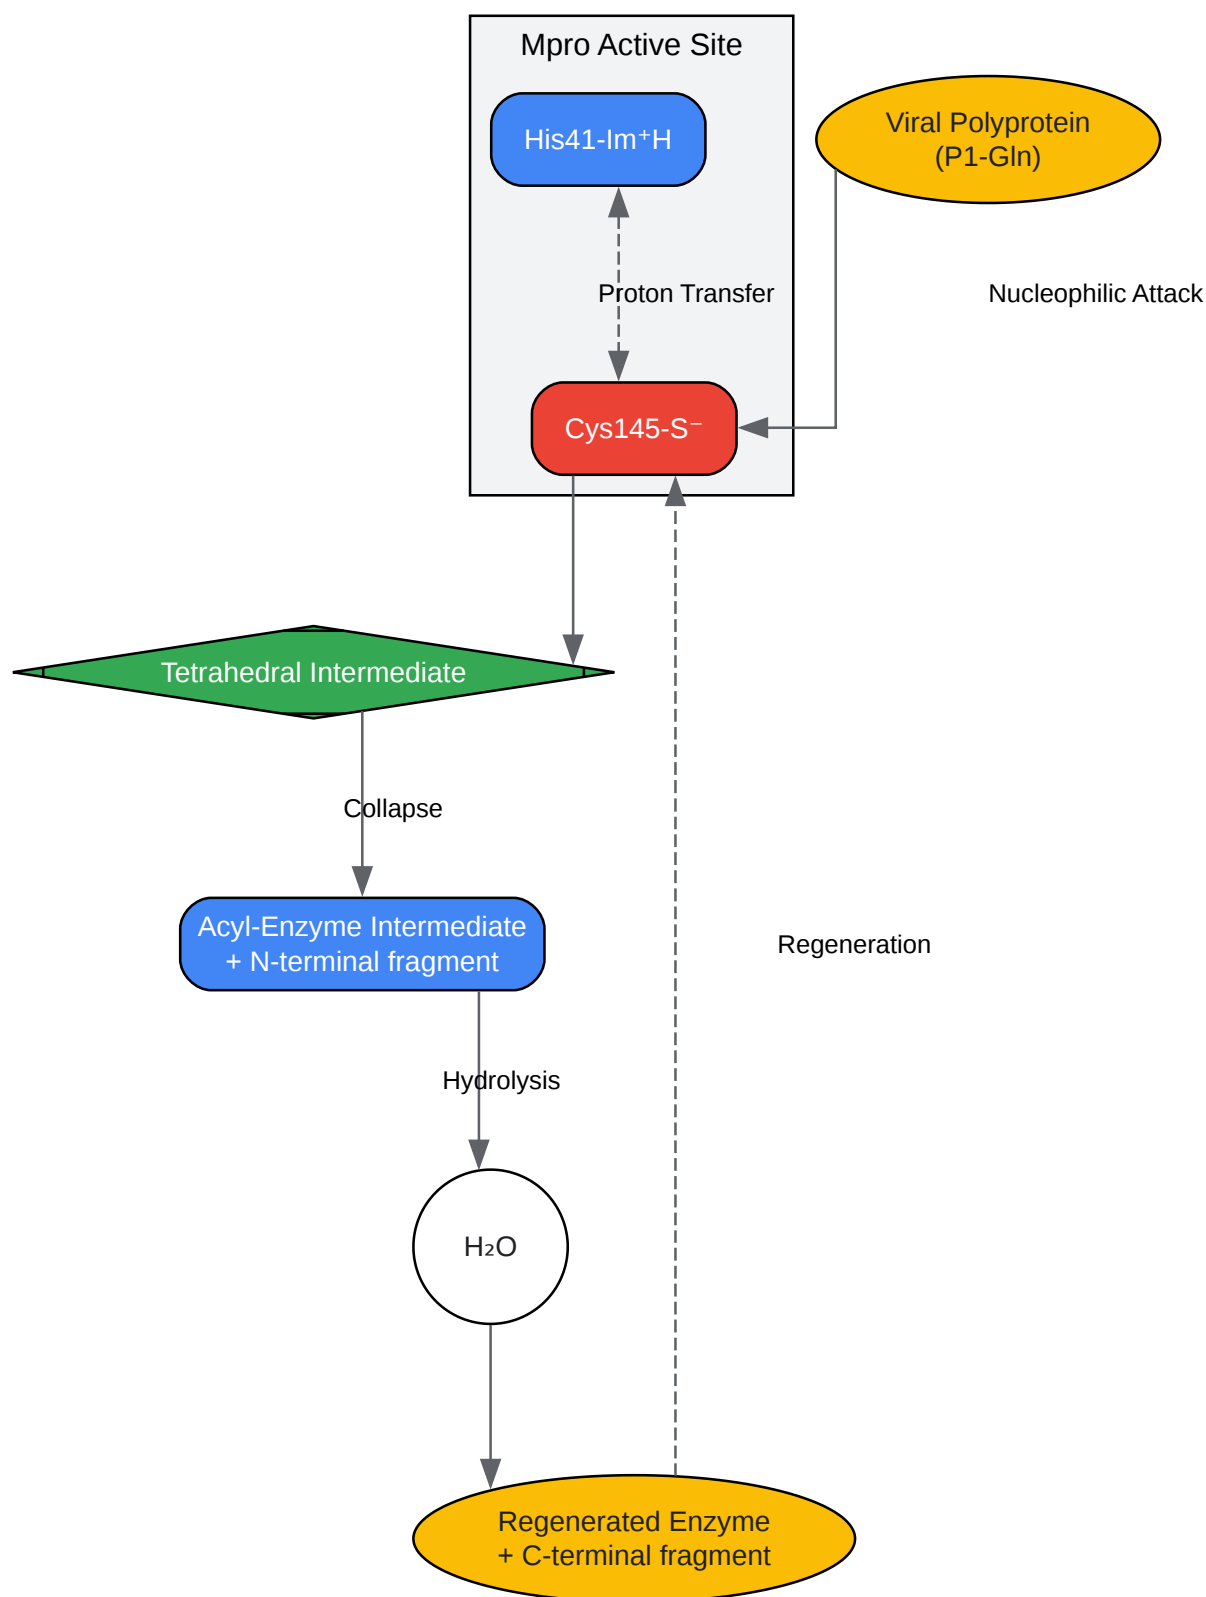 Mpro Active Site
His41-Im⁺H
Viral Polyprotein
(P1-Gln)
Proton Transfer
Nucleophilic Attack
Cys145-S⁻
Tetrahedral Intermediate
Collapse
Acyl-Enzyme Intermediate
+ N-terminal fragment
Regeneration
Hydrolysis
H₂O
Regenerated Enzyme
+ C-terminal fragment